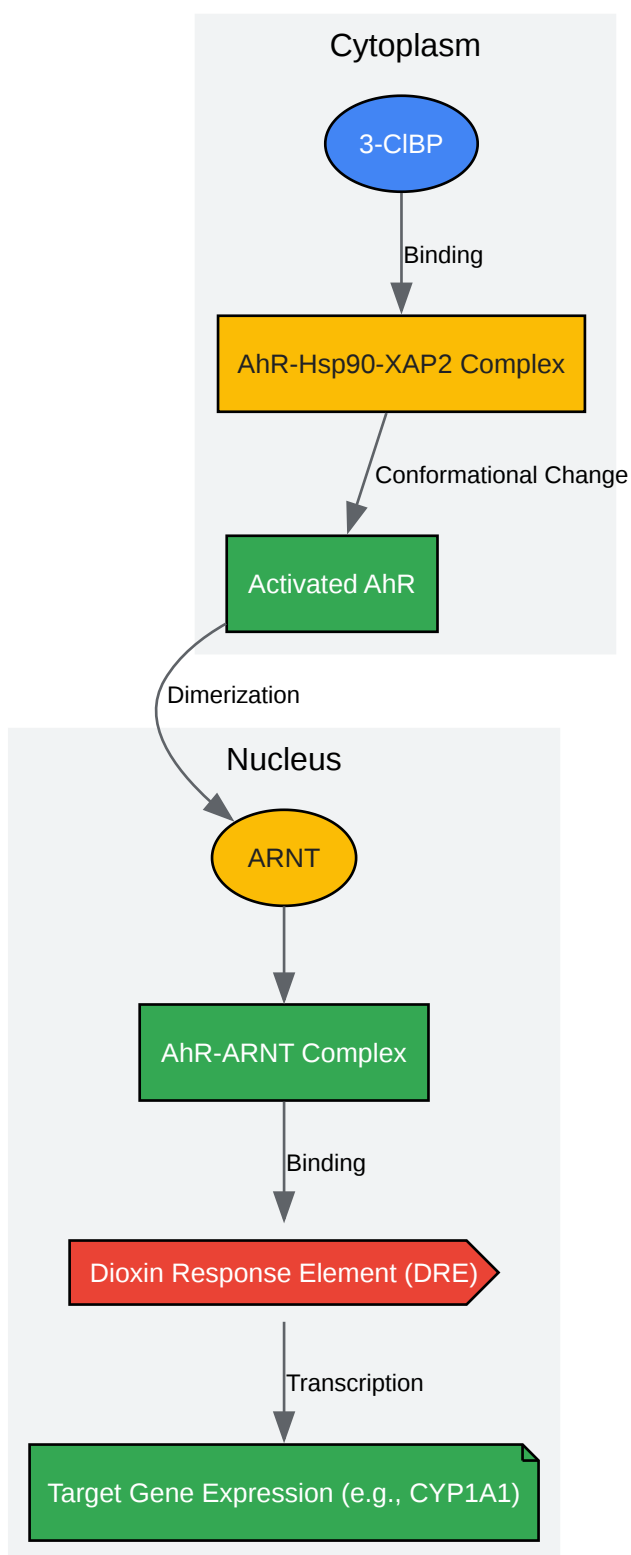 Cytoplasm
3-ClBP
Binding
AhR-Hsp90-XAP2 Complex
Conformational Change
Activated AhR
Dimerization
Nucleus
ARNT
AhR-ARNT Complex
Binding
Dioxin Response Element (DRE)
Transcription
Target Gene Expression (e.g., CYP1A1)